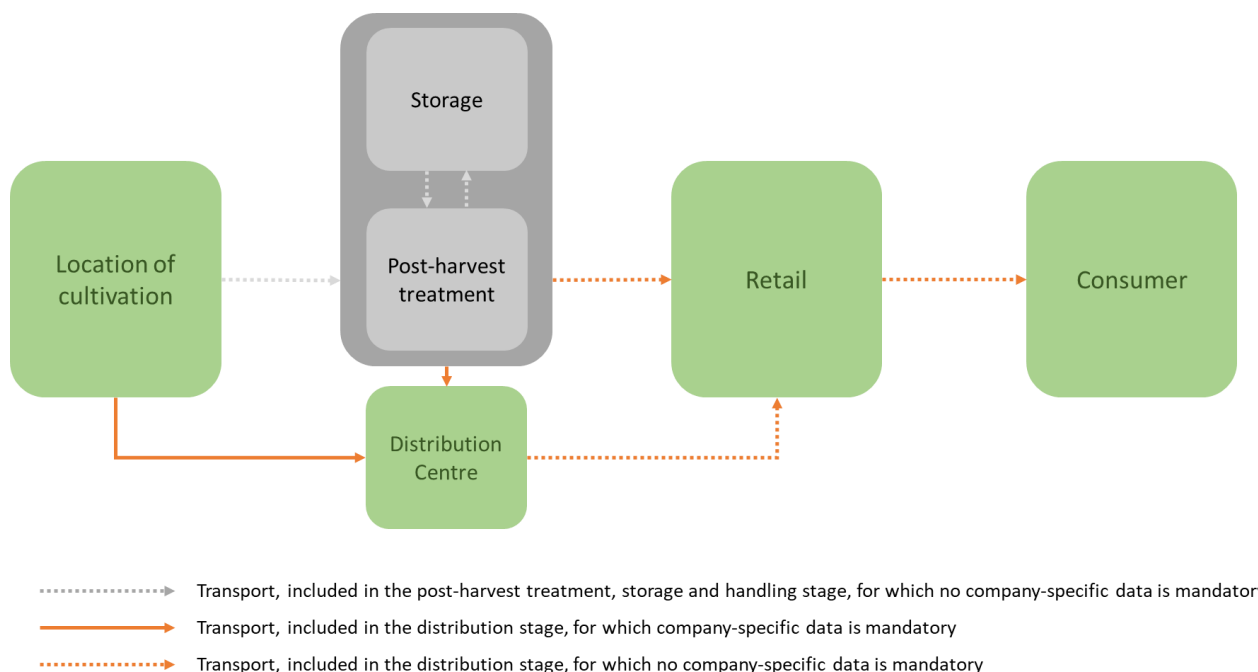 Storage
Location of
cultivation
Post-harvest
treatment
Retail
Consumer
Distribution
Centre
Transport, included in the post-harvest treatment, storage and handling stage, for which no company-specific data is mandator
Transport, included in the distribution stage, for which company-specific data is mandatory
Transport, included in the distribution stage, for which no company-specific data is mandatory